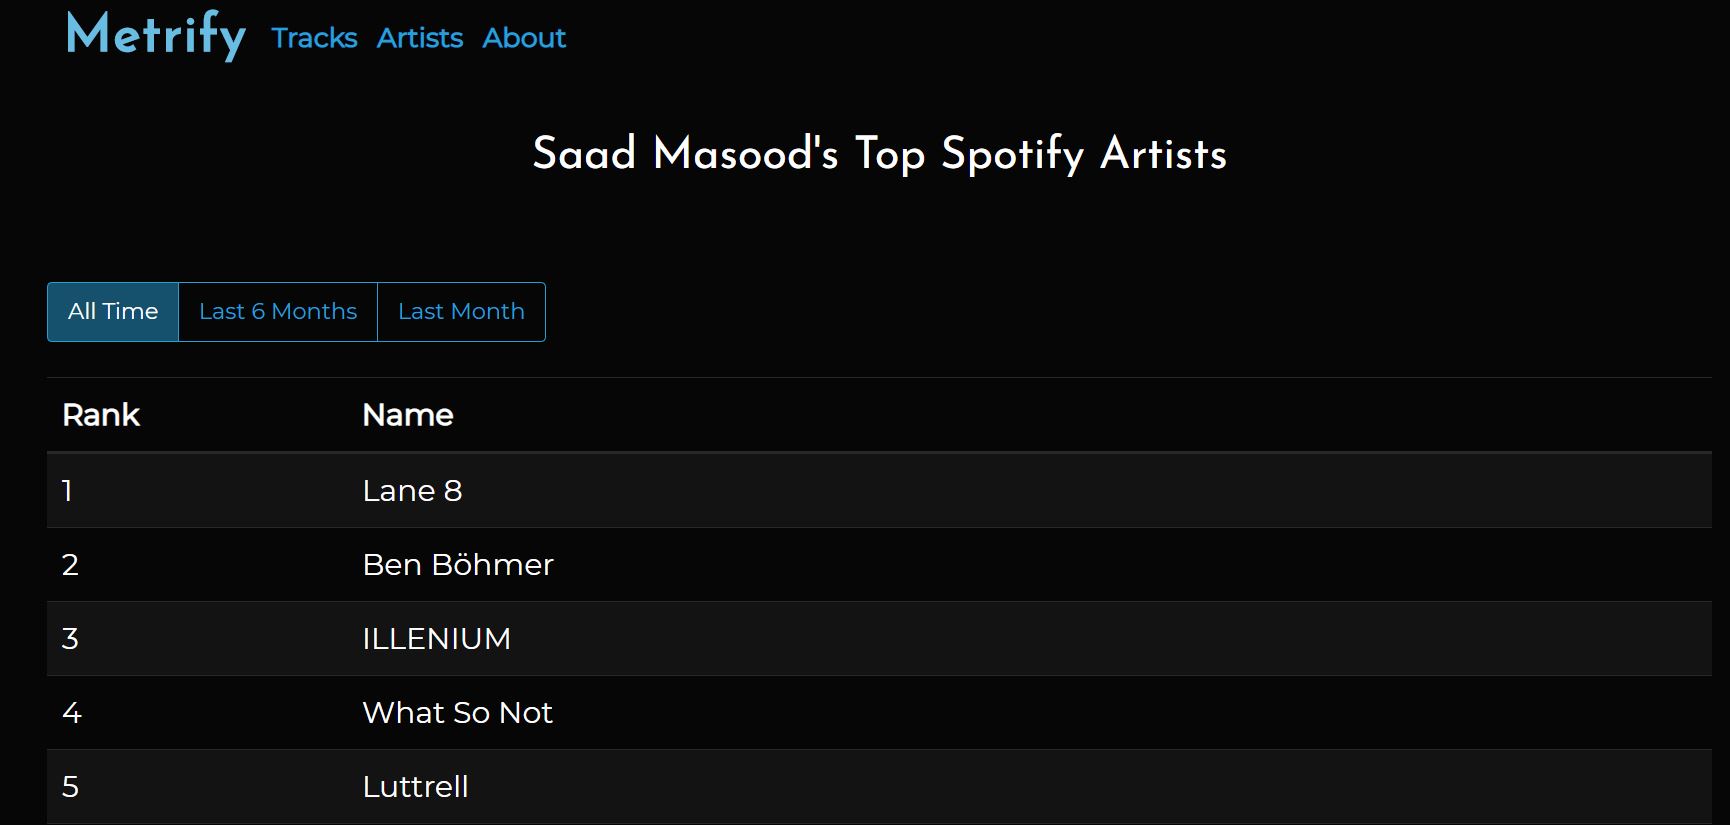 Metrify Tracks Artists About
Saad Masood's Top Spotify Artists
All Time Last 6 Months Last Month
Rank Name
1 Lane 8
2 Ben Böhmer
3 ILLENIUM
4 What So Not
5 Luttrell